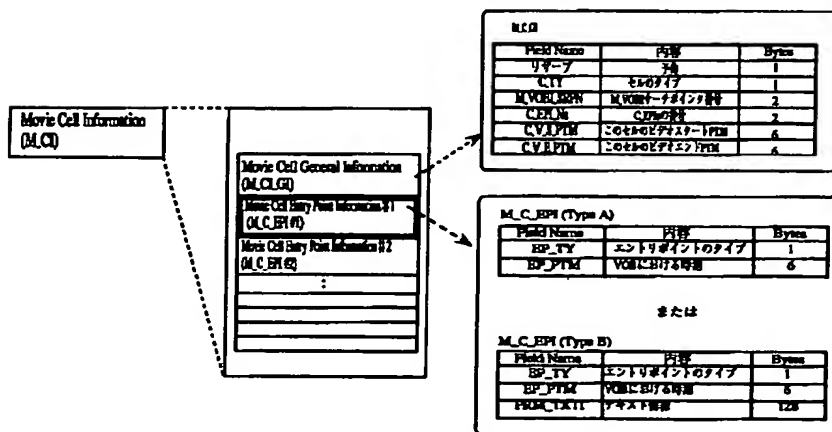 Movie Cell Information
(M_CI)
Movie Cell General Information
(M_CI_GI)
Movie Cell Entry Point Information #1
(M_C_EPI #1)
Movie Cell Entry Point Information #2
(M_C_EPI #2)
⋮
Field Name 内容 Bytes
リザーブ 1
C_TY セルのタイプ 1
M_VOBI_SRPN M_VOBIサーチポインタ番号 2
C_EPI_Ns C_EPIの番号 2
C_V_S_PTM このセルのビデオスタートPTM 6
C_V_E_PTM このセルのビデオエンドPTM 6
M_C_EPI (Type A)
Field Name 内容 Bytes
EP_TY エントリポイントのタイプ 1
EP_PTM VOBにおける時刻 6
または
M_C_EPI (Type B)
Field Name 内容 Bytes
EP_TY エントリポイントのタイプ 1
EP_PTM VOBにおける時刻 6
PRM_TXTI テキスト情報 128